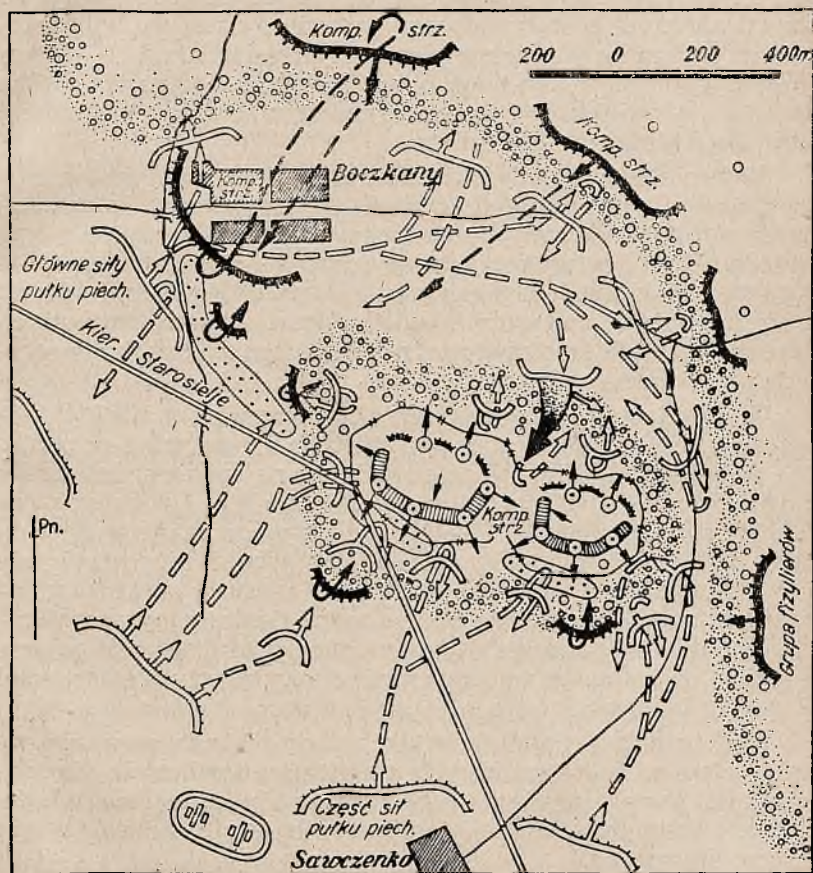 Komp. strz.
200 0 200 400m
Komp. strz.
Komp.
strz.
Boczkany
Główne siły
pułku piech.
Kier. Starosielje
Pn.
Komp.
strz.
Grupa fizylierów
Część sił
pułku piech.
Sawczenko